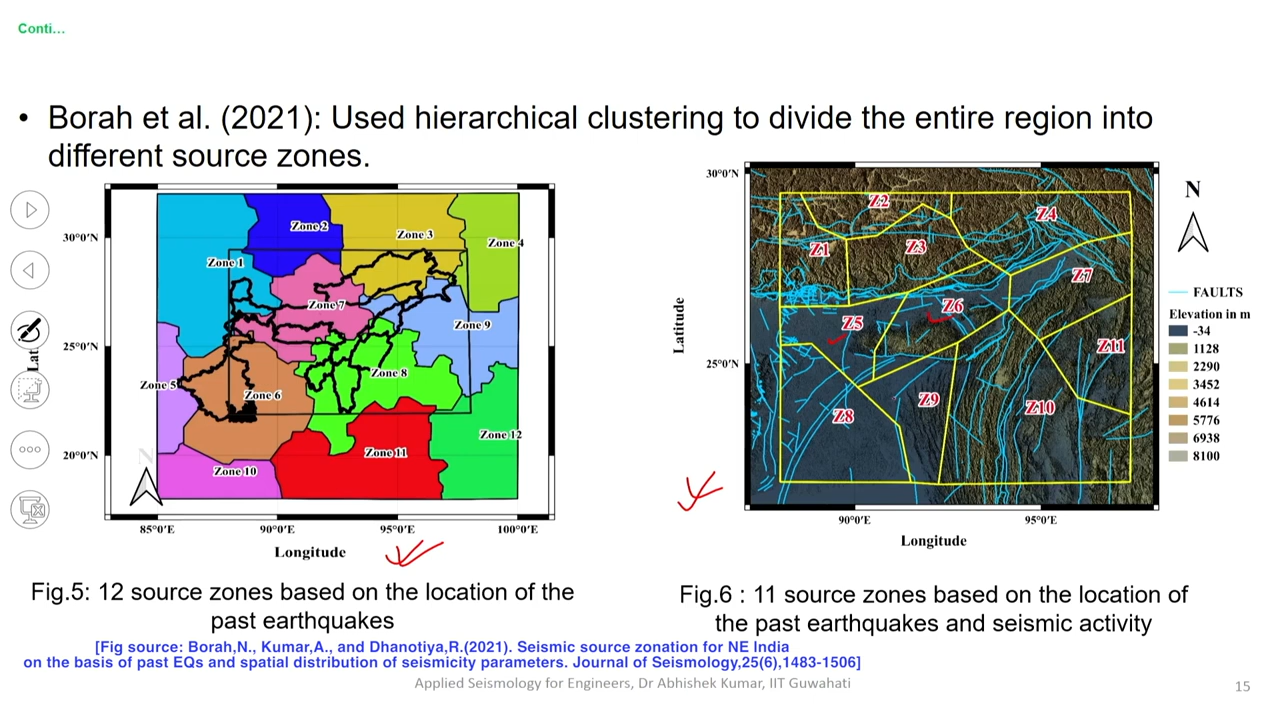 Conti...
• Borah et al. (2021): Used hierarchical clustering to divide the entire region into
different source zones.
30°0'N
25°0'N
20°0'N
Lat
Zone 1
Zone 2
Zone 3
Zone 4
Zone 5
Zone 6
Zone 7
Zone 8
Zone 9
Zone 10
Zone 11
Zone 12
N
85°0'E
90°0'E
95°0'E
100°0'E
Longitude
Fig.5: 12 source zones based on the location of the
past earthquakes
30°0'N
25°0'N
Latitude
Z1
Z2
Z3
Z4
Z5
Z6
Z7
Z8
Z9
Z10
Z11
90°0'E
95°0'E
Longitude
N
FAULTS
Elevation in m
-34
1128
2290
3452
4614
5776
6938
8100
Fig.6 : 11 source zones based on the location of
the past earthquakes and seismic activity
[Fig source: Borah,N., Kumar,A., and Dhanotiya,R.(2021). Seismic source zonation for NE India
on the basis of past EQs and spatial distribution of seismicity parameters. Journal of Seismology,25(6),1483-1506]
Applied Seismology for Engineers, Dr Abhishek Kumar, IIT Guwahati
15